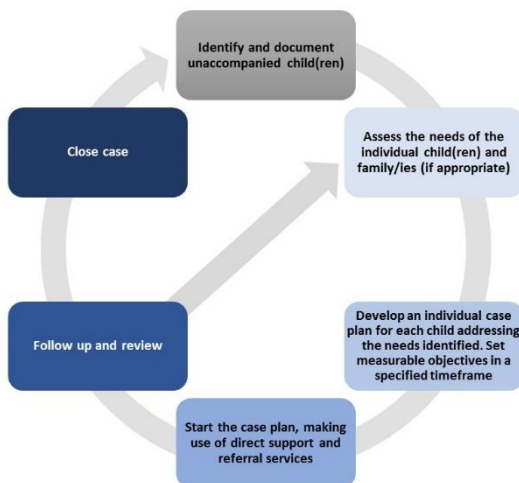 Identify and document
unaccompanied child(ren)
Assess the needs of the
individual child(ren) and
family/ies (if appropriate)
Develop an individual case
plan for each child addressing
the needs identified. Set
measurable objectives in a
specified timeframe
Start the case plan, making
use of direct support and
referral services
Follow up and review
Close case